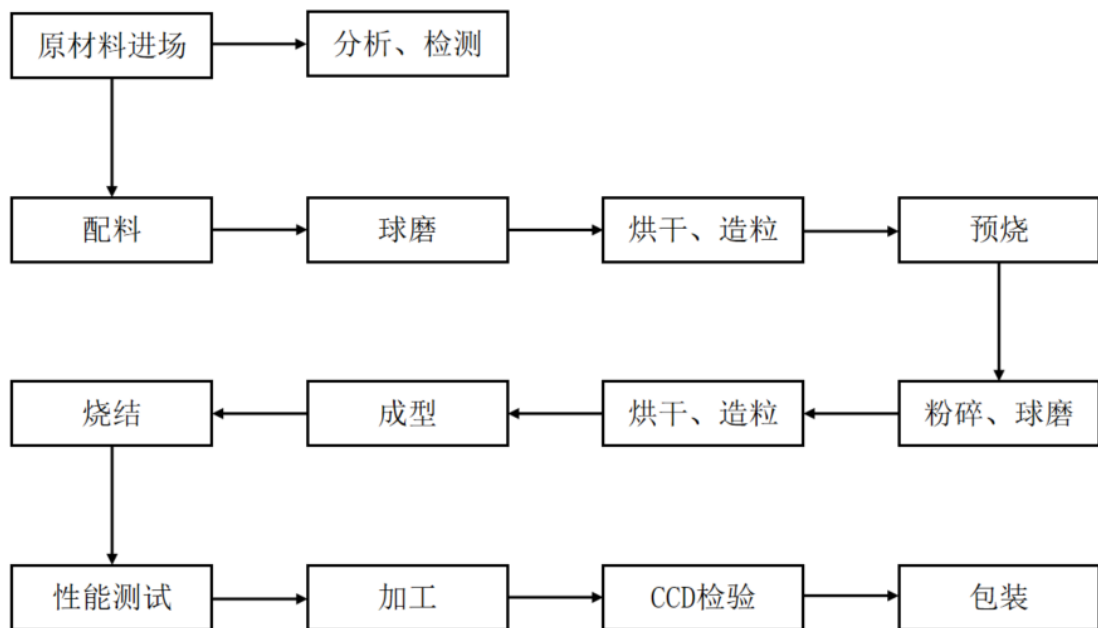 原材料进场
分析、检测
配料
球磨
烘干、造粒
预烧
烧结
成型
烘干、造粒
粉碎、球磨
性能测试
加工
CCD检验
包装